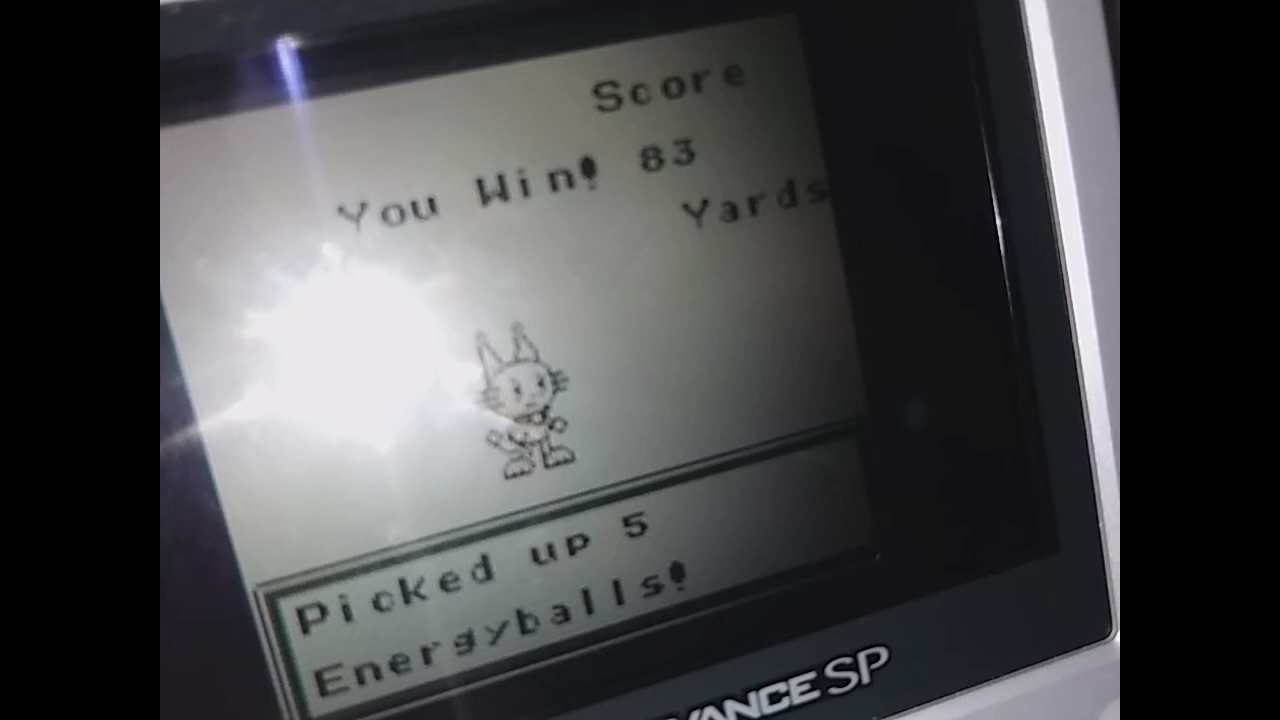 Score
You Win! 83
Yards
Picked up 5
Energyballs!
VANCE SP